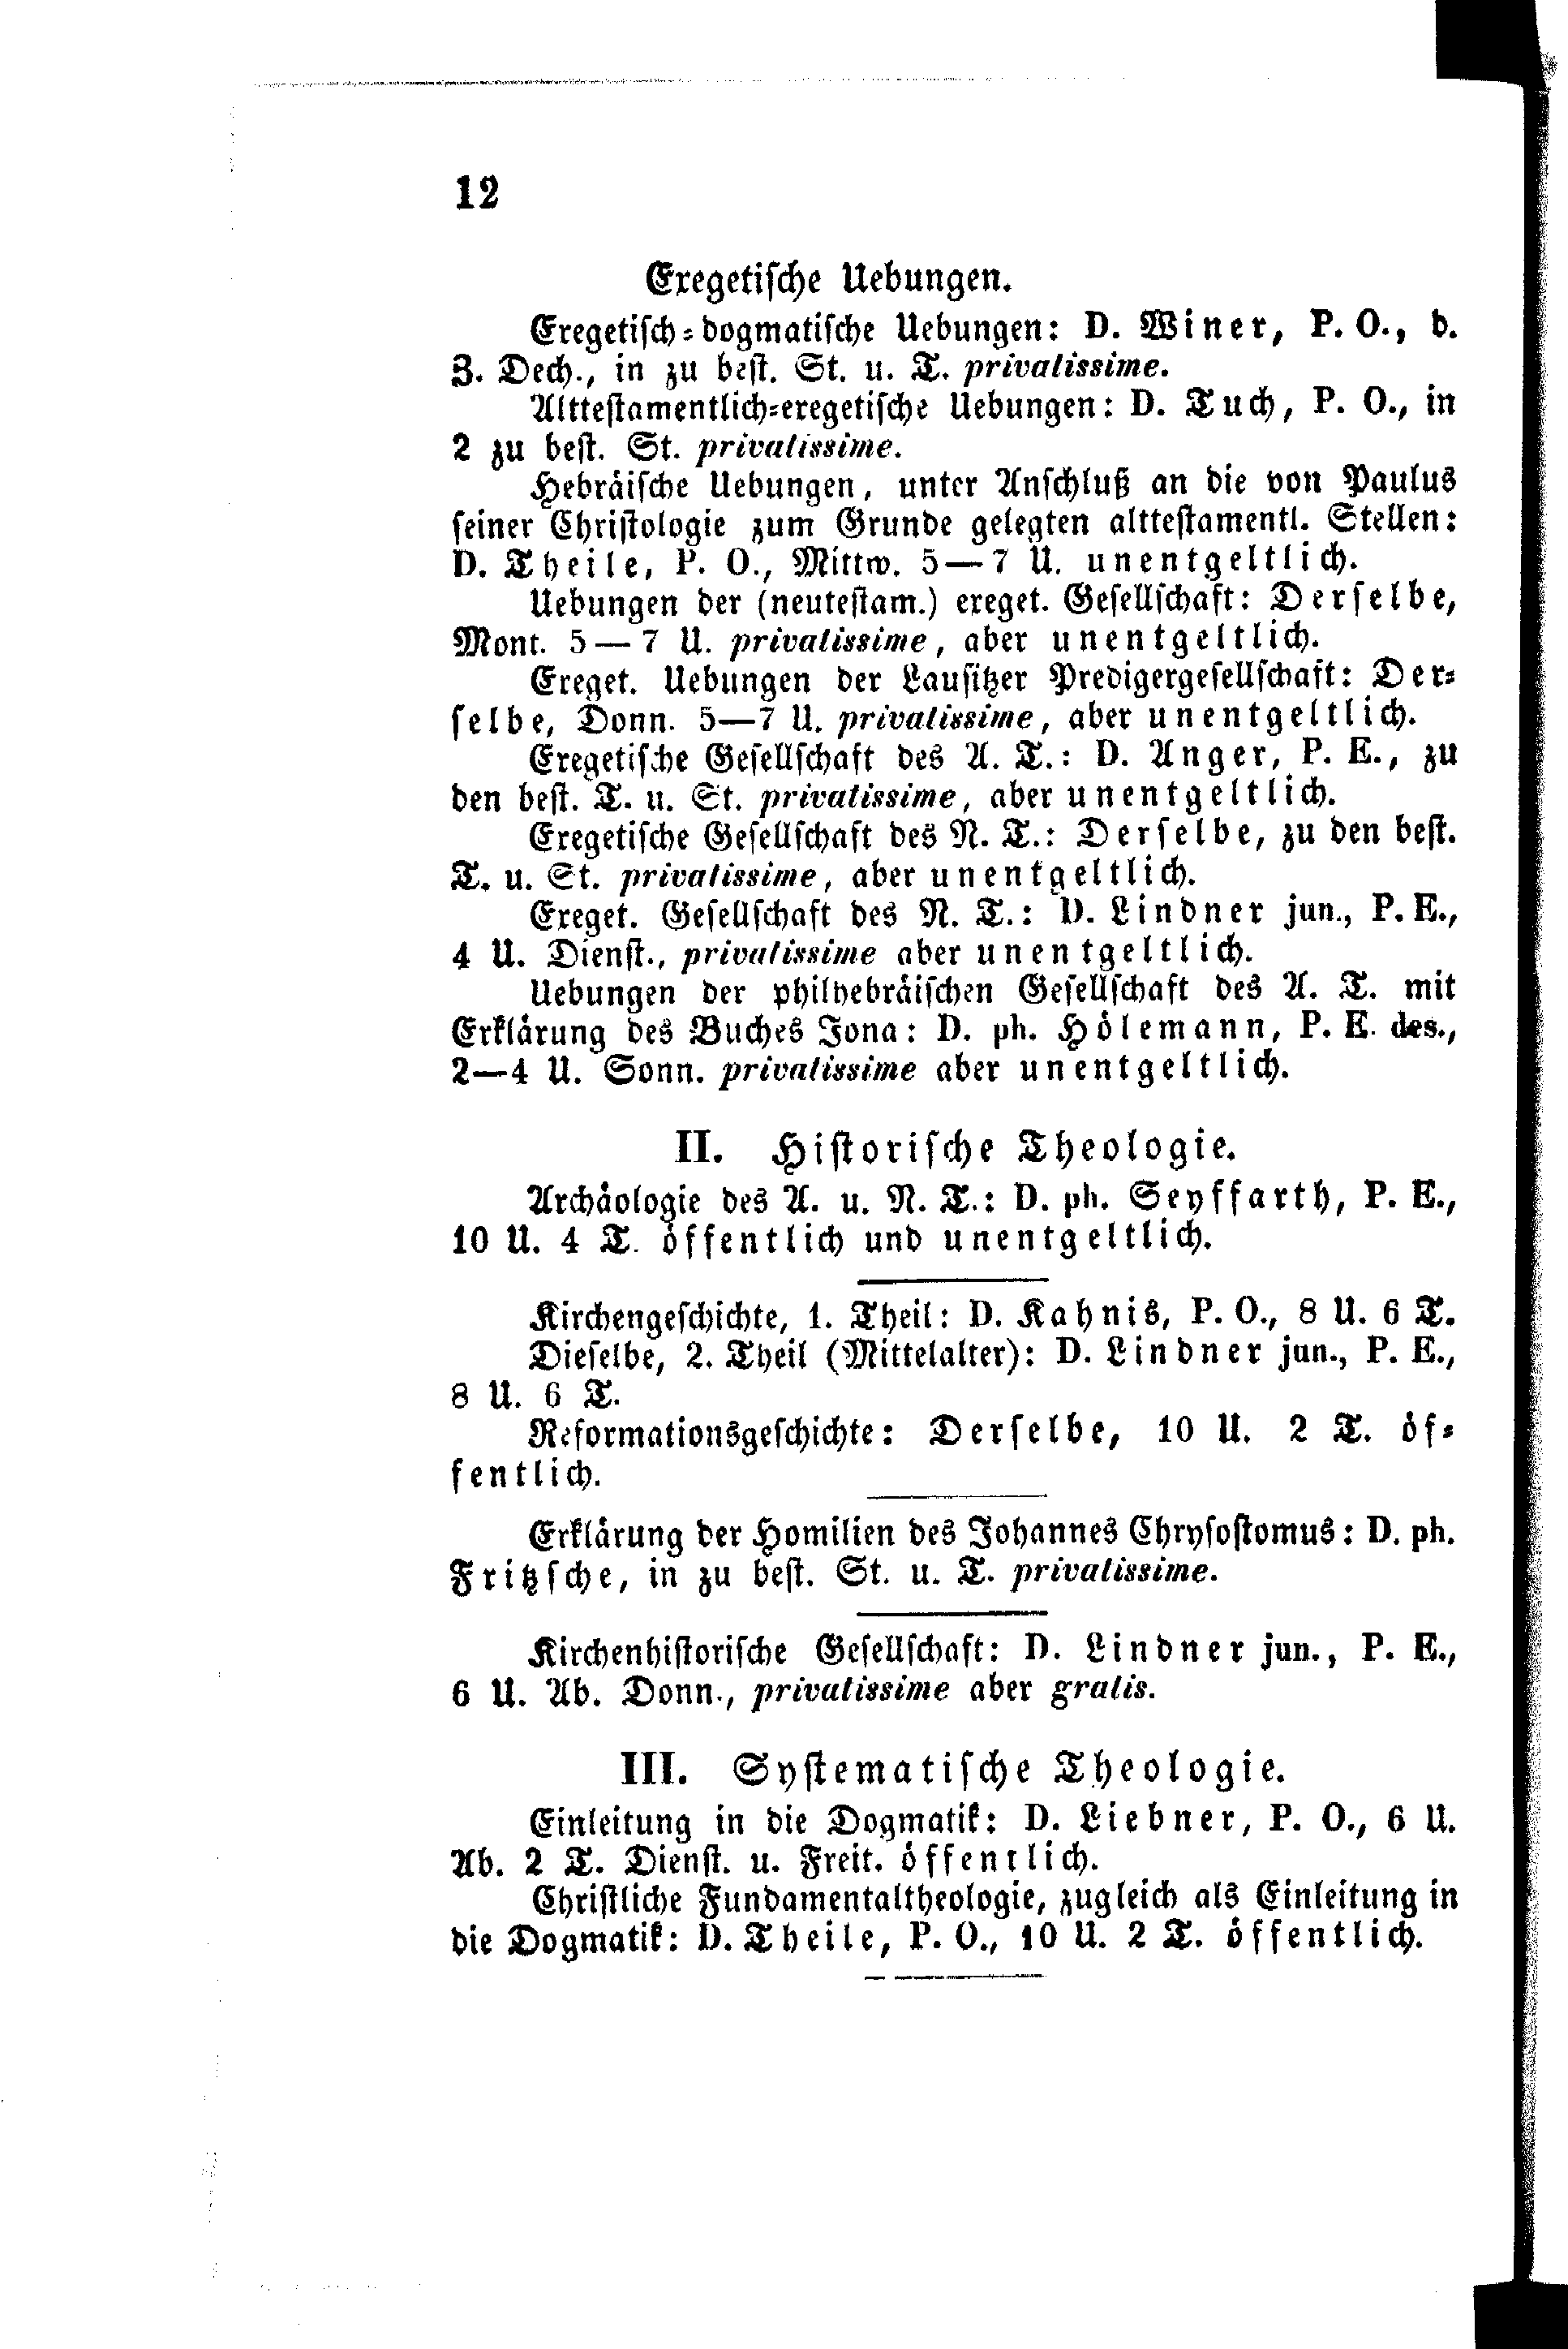 12
Exegetische Uebungen.
Exegetisch-dogmatische Uebungen: D. Winer, P. O., d.
Z. Dech., in zu best. St. u. T. privatissime.
Alttestamentlich-exegetische Uebungen: D. Tuch, P. O., in
2 zu best. St. privatissime.
Hebräische Uebungen, unter Anschluß an die von Paulus
seiner Christologie zum Grunde gelegten alttestamentl. Stellen:
D. Theile, P. O., Mittw. 5—7 U. unentgeltlich.
Uebungen der (neutestam.) exeget. Gesellschaft: Derselbe,
Mont. 5—7 U. privatissime, aber unentgeltlich.
Exeget. Uebungen der Lausitzer Predigergesellschaft: Der-
selbe, Donn. 5—7 U. privatissime, aber unentgeltlich.
Exegetische Gesellschaft des A. T.: D. Anger, P. E., zu
den best. T. u. St. privatissime, aber unentgeltlich.
Exegetische Gesellschaft des N. T.: Derselbe, zu den best.
T. u. St. privatissime, aber unentgeltlich.
Exeget. Gesellschaft des N. T.: D. Lindner jun., P. E.,
4 U. Dienst., privatissime aber unentgeltlich.
Uebungen der philhebräischen Gesellschaft des A. T. mit
Erklärung des Buches Jona: D. ph. Hölemann, P. E. des.,
2—4 U. Sonn. privatissime aber unentgeltlich.
II. Historische Theologie.
Archäologie des A. u. N. T.: D. ph. Seyffarth, P. E.,
10 U. 4 T. öffentlich und unentgeltlich.
Kirchengeschichte, 1. Theil: D. Kahnis, P. O., 8 U. 6 T.
Dieselbe, 2. Theil (Mittelalter): D. Lindner jun., P. E.,
8 U. 6 T.
Reformationsgeschichte: Derselbe, 10 U. 2 T. öf-
fentlich.
Erklärung der Homilien des Johannes Chrysostomus: D. ph.
Fritzsche, in zu best. St. u. T. privatissime.
Kirchenhistorische Gesellschaft: D. Lindner jun., P. E.,
6 U. Ab. Donn., privatissime aber gratis.
III. Systematische Theologie.
Einleitung in die Dogmatik: D. Liebner, P. O., 6 U.
Ab. 2 T. Dienst. u. Freit. öffentlich.
Christliche Fundamentaltheologie, zugleich als Einleitung in
die Dogmatik: D. Theile, P. O., 10 U. 2 T. öffentlich.